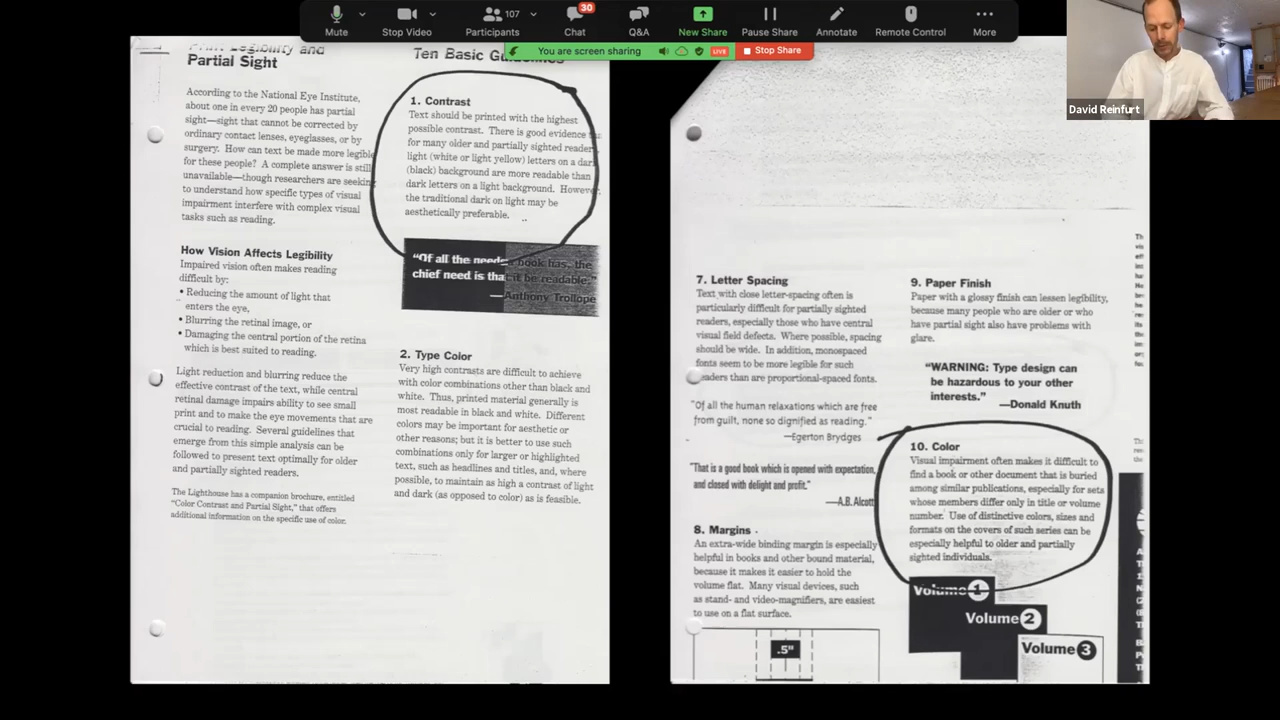 Mute
Stop Video
107
Participants
30
Chat
Q&A
New Share
Pause Share
Annotate
Remote Control
More
You are screen sharing
LIVE
Stop Share
David Reinfurt
Print Legibility and
Partial Sight
According to the National Eye Institute,
about one in every 20 people has partial
sight—sight that cannot be corrected by
ordinary contact lenses, eyeglasses, or by
surgery. How can text be made more legible
for these people? A complete answer is still
unavailable—though researchers are seeking
to understand how specific types of visual
impairment interfere with complex visual
tasks such as reading.
How Vision Affects Legibility
Impaired vision often makes reading
difficult by:
• Reducing the amount of light that
enters the eye,
• Blurring the retinal image, or
• Damaging the central portion of the retina
which is best suited to reading.
Light reduction and blurring reduce the
effective contrast of the text, while central
retinal damage impairs ability to see small
print and to make the eye movements that are
crucial to reading. Several guidelines that
emerge from this simple analysis can be
followed to present text optimally for older
and partially sighted readers.
The Lighthouse has a companion brochure, entitled
"Color Contrast and Partial Sight," that offers
additional information on the specific use of color.
Ten Basic Guidelines
1. Contrast
Text should be printed with the highest
possible contrast. There is good evidence
for many older and partially sighted readers
light (white or light yellow) letters on a dark
(black) background are more readable than
dark letters on a light background. However
the traditional dark on light may be
aesthetically preferable.
"Of all the needs book has, the
chief need is that it be readable."
—Anthony Trollope
2. Type Color
Very high contrasts are difficult to achieve
with color combinations other than black and
white. Thus, printed material generally is
most readable in black and white. Different
colors may be important for aesthetic or
other reasons; but it is better to use such
combinations only for larger or highlighted
text, such as headlines and titles, and, where
possible, to maintain as high a contrast of light
and dark (as opposed to color) as is feasible.
7. Letter Spacing
Text with close letter-spacing often is
particularly difficult for partially sighted
readers, especially those who have central
visual field defects. Where possible, spacing
should be wide. In addition, monospaced
fonts seem to be more legible for such
readers than are proportional-spaced fonts.
"Of all the human relaxations which are free
from guilt, none so dignified as reading."
—Egerton Brydges
"That is a good book which is opened with expectation,
and closed with delight and profit."
—A.B. Alcott
8. Margins
An extra-wide binding margin is especially
helpful in books and other bound material,
because it makes it easier to hold the
volume flat. Many visual devices, such
as stand- and video-magnifiers, are easiest
to use on a flat surface.
.5"
9. Paper Finish
Paper with a glossy finish can lessen legibility,
because many people who are older or who
have partial sight also have problems with
glare.
"WARNING: Type design can
be hazardous to your other
interests."
—Donald Knuth
10. Color
Visual impairment often makes it difficult to
find a book or other document that is buried
among similar publications, especially for sets
whose members differ only in title or volume
number. Use of distinctive colors, sizes and
formats on the covers of such series can be
especially helpful to older and partially
sighted individuals.
Volume 1
Volume 2
Volume 3